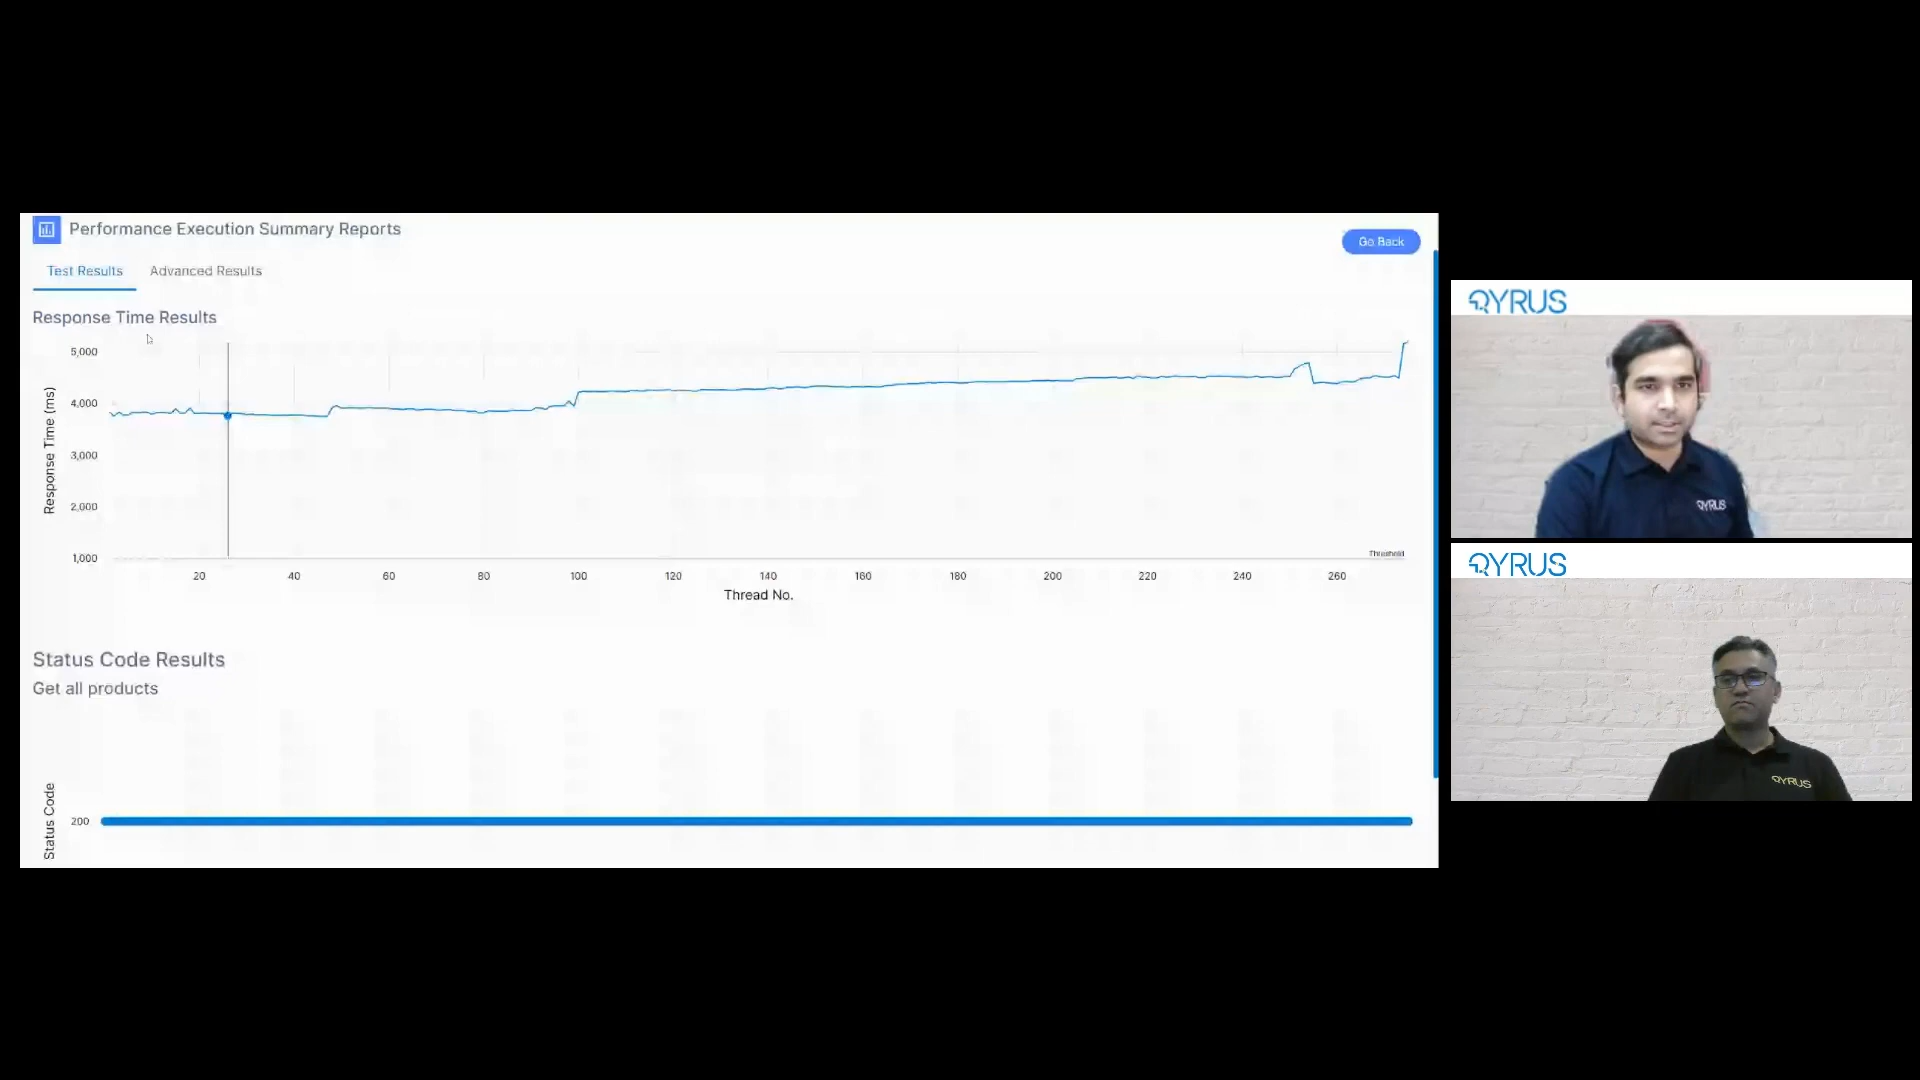 Performance Execution Summary Reports
Go Back
Test Results Advanced Results
Response Time Results
Response Time (ms)
5,000
4,000
3,000
2,000
1,000
Threshold
20 40 60 80 100 120 140 160 180 200 220 240 260
Thread No.
Status Code Results
Get all products
Status Code
200
QYRUS
QYRUS
QYRUS
QYRUS